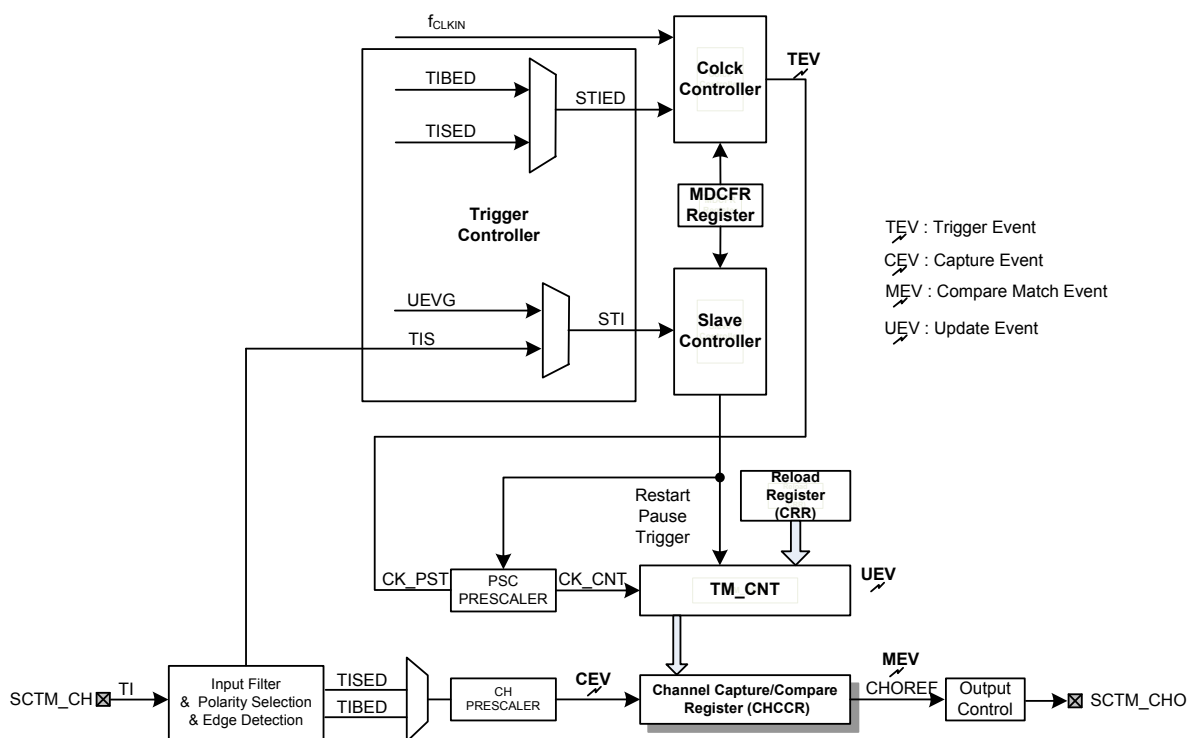 fCLKIN
TEV
Colck
Controller
TIBED
STIED
TISED
MDCFR
Register
Trigger
Controller
TEV : Trigger Event
CEV : Capture Event
MEV : Compare Match Event
UEV : Update Event
UEVG
STI
TIS
Slave
Controller
Restart
Pause
Trigger
Reload
Register
(CRR)
CK_PST
PSC
PRESCALER
CK_CNT
TM_CNT
UEV
SCTM_CH
TI
Input Filter
& Polarity Selection
& Edge Detection
TISED
TIBED
CH
PRESCALER
CEV
Channel Capture/Compare
Register (CHCCR)
MEV
CHOREF
Output
Control
SCTM_CHO